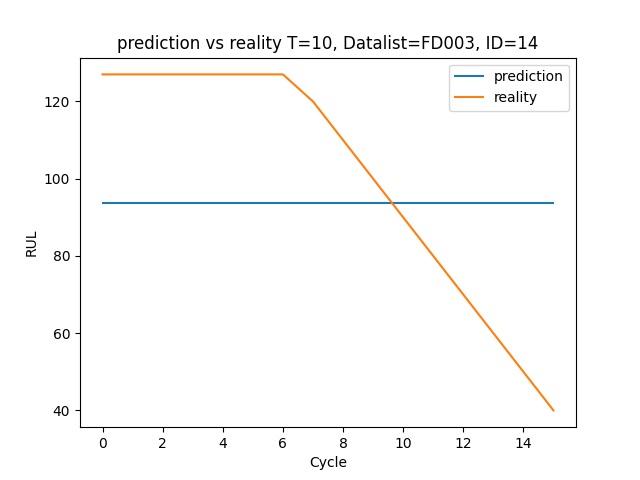 prediction vs reality T=10, Datalist=FD003, ID=14
prediction
reality
120
100
80
60
40
RUL
0 2 4 6 8 10 12 14
Cycle